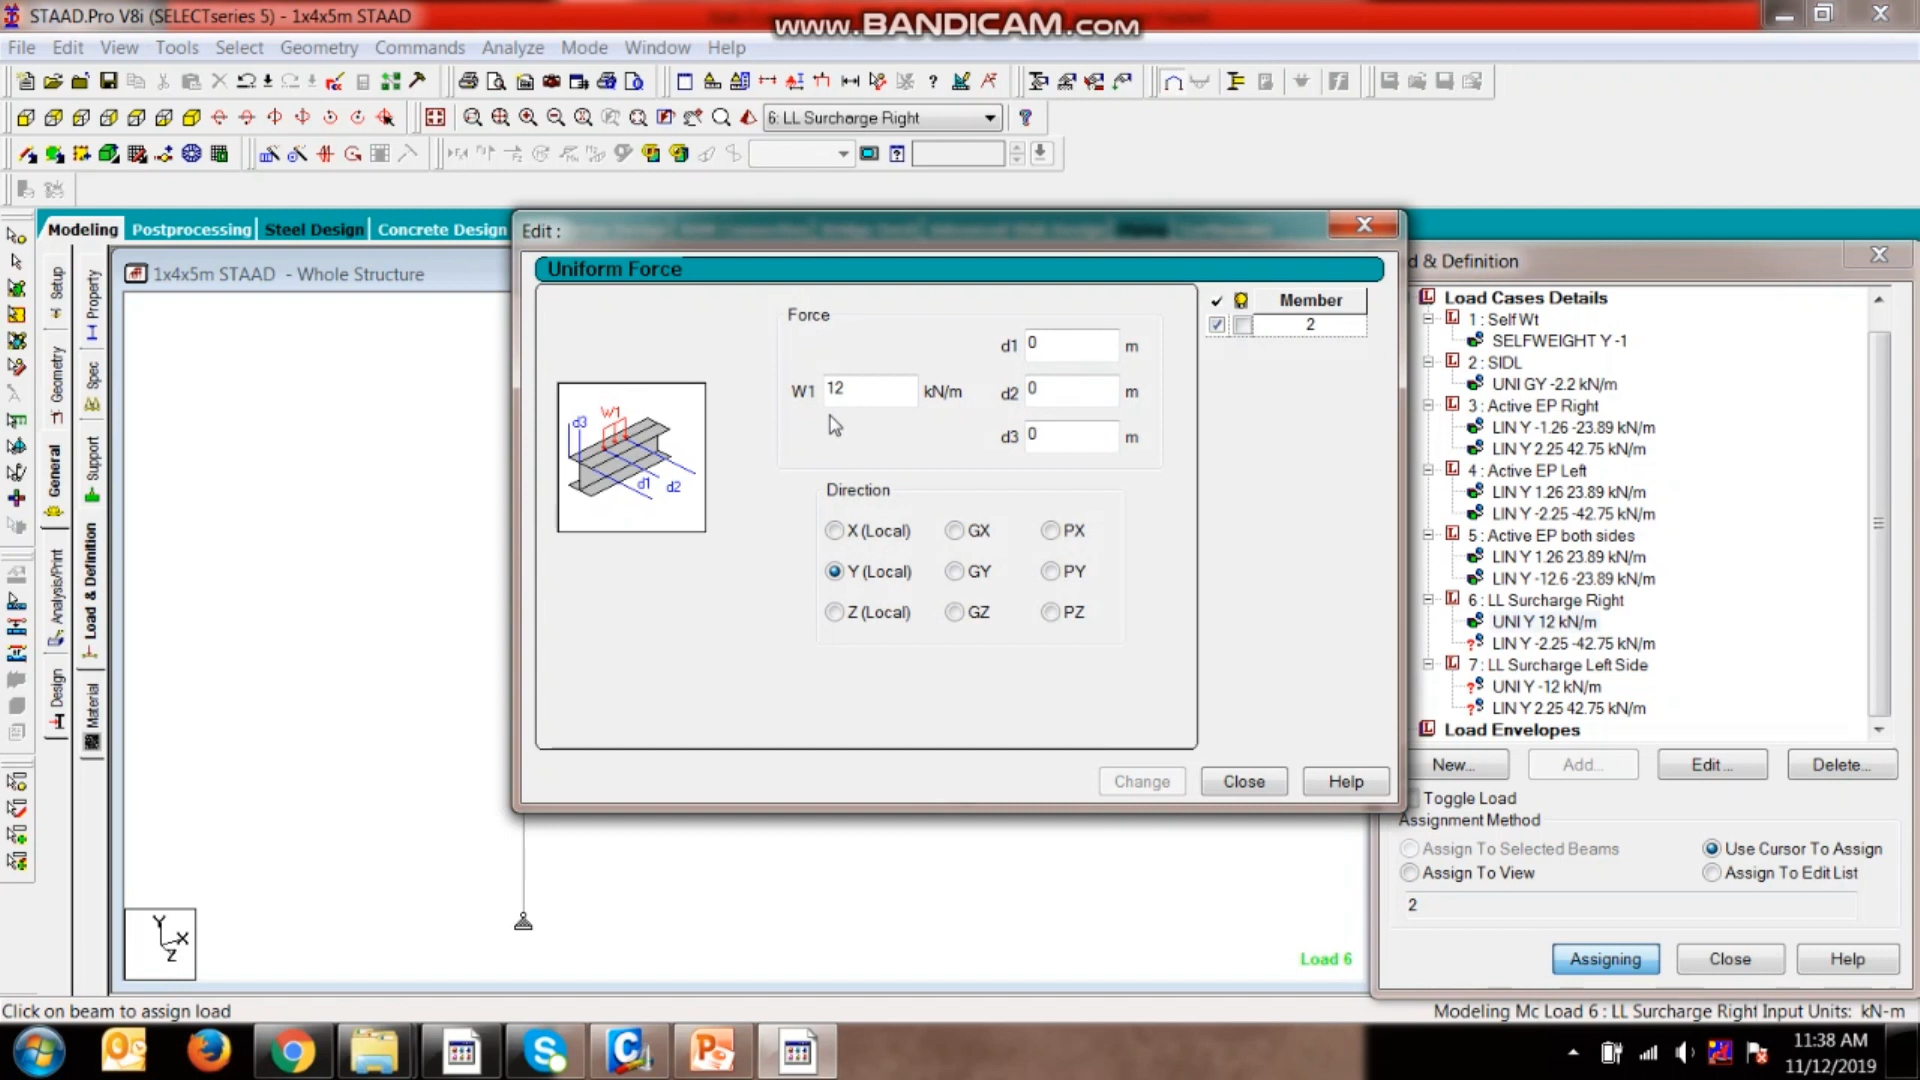 STAAD.Pro V8i (SELECTseries 5) - 1x4x5m STAAD
www.BANDICAM.com
File Edit View Tools Select Geometry Commands Analyze Mode Window Help
6: LL Surcharge Right
Modeling Postprocessing Steel Design Concrete Design
Setup
Geometry
General
Analysis/Print
Design
Property
Spec
Support
Load & Definition
Material
1x4x5m STAAD - Whole Structure
Edit :
Uniform Force
Force
d1 0 m
W1 12 kN/m
d2 0 m
d3 0 m
W1
d3
d1
d2
Direction
X (Local) GX PX
Y (Local) GY PY
Z (Local) GZ PZ
Member
2
Change Close Help
d & Definition
Load Cases Details
1 : Self Wt
SELFWEIGHT Y -1
2 : SIDL
UNI GY -2.2 kN/m
3 : Active EP Right
LIN Y -1.26 -23.89 kN/m
LIN Y 2.25 42.75 kN/m
4 : Active EP Left
LIN Y 1.26 23.89 kN/m
LIN Y -2.25 -42.75 kN/m
5 : Active EP both sides
LIN Y 1.26 23.89 kN/m
LIN Y -12.6 -23.89 kN/m
6 : LL Surcharge Right
UNI Y 12 kN/m
LIN Y -2.25 -42.75 kN/m
7 : LL Surcharge Left Side
UNI Y -12 kN/m
LIN Y 2.25 42.75 kN/m
Load Envelopes
New... Add... Edit... Delete...
Toggle Load
Assignment Method
Assign To Selected Beams Use Cursor To Assign
Assign To View Assign To Edit List
2
Assigning Close Help
Y
X
Z
Load 6
Click on beam to assign load
Modeling Mc Load 6 : LL Surcharge Right Input Units: kN-m
11:38 AM
11/12/2019